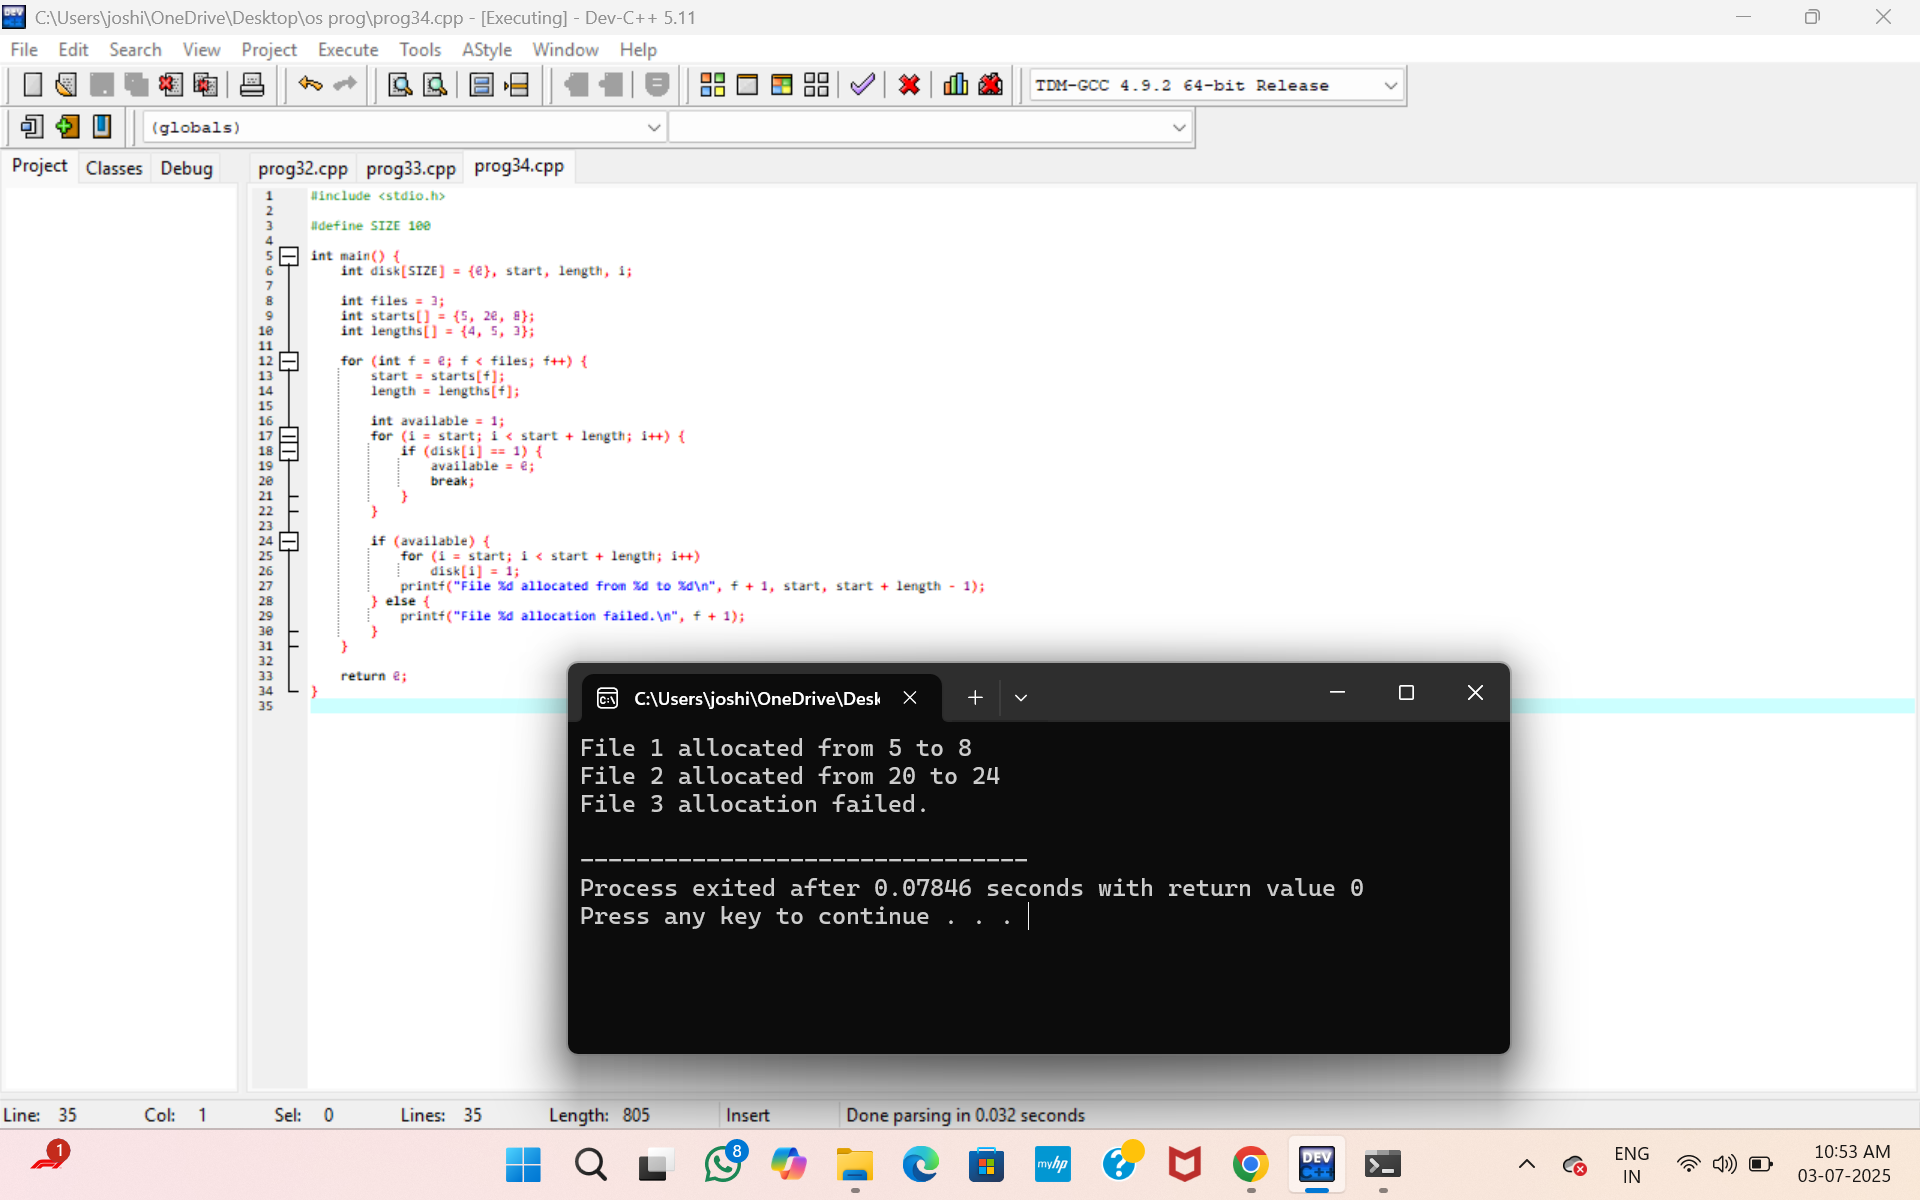 C:\Users\joshi\OneDrive\Desktop\os prog\prog34.cpp - [Executing] - Dev-C++ 5.11
File Edit Search View Project Execute Tools AStyle Window Help
TDM-GCC 4.9.2 64-bit Release
(globals)
Project Classes Debug prog32.cpp prog33.cpp prog34.cpp
1 #include <stdio.h>
2
3 #define SIZE 100
4
5 int main() {
6 int disk[SIZE] = {0}, start, length, i;
7
8 int files = 3;
9 int starts[] = {5, 20, 8};
10 int lengths[] = {4, 5, 3};
11
12 for (int f = 0; f < files; f++) {
13 start = starts[f];
14 length = lengths[f];
15
16 int available = 1;
17 for (i = start; i < start + length; i++) {
18 if (disk[i] == 1) {
19 available = 0;
20 break;
21 }
22 }
23
24 if (available) {
25 for (i = start; i < start + length; i++)
26 disk[i] = 1;
27 printf("File %d allocated from %d to %d\n", f + 1, start, start + length - 1);
28 } else {
29 printf("File %d allocation failed.\n", f + 1);
30 }
31 }
32
33 return 0;
34 }
35
C:\Users\joshi\OneDrive\Desk
File 1 allocated from 5 to 8
File 2 allocated from 20 to 24
File 3 allocation failed.
--------------------------------
Process exited after 0.07846 seconds with return value 0
Press any key to continue . . .
Line: 35 Col: 1 Sel: 0 Lines: 35 Length: 805 Insert Done parsing in 0.032 seconds
1
8
myhp
DEV C++
ENG
IN
10:53 AM
03-07-2025